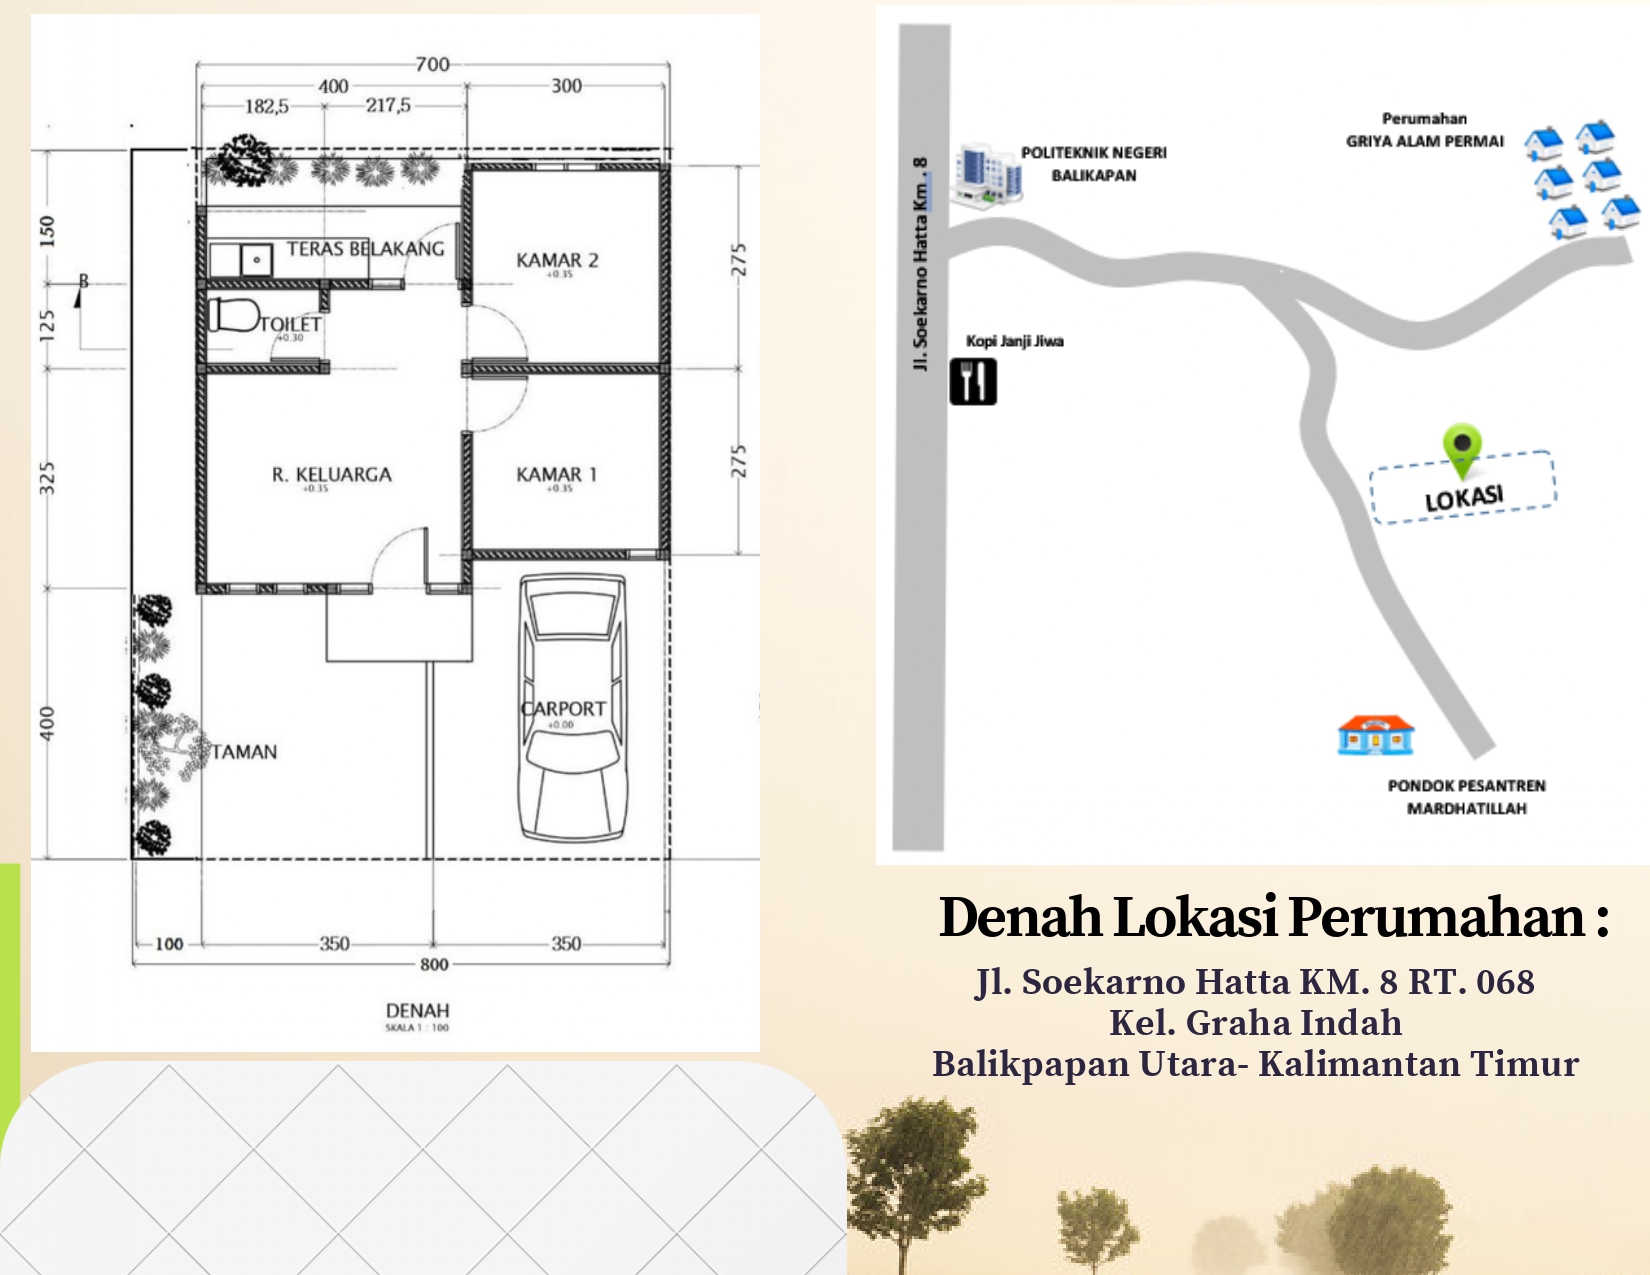 700
400
300
182,5
217,5
150
125
325
400
275
275
B
TERAS BELAKANG
KAMAR 2
+0.35
TOILET
+0.30
R. KELUARGA
+0.35
KAMAR 1
+0.35
CARPORT
+0.00
TAMAN
100
350
350
800
DENAH
SKALA 1 : 100
Jl. Soekarno Hatta Km . 8
POLITEKNIK NEGERI
BALIKAPAN
Perumahan
GRIYA ALAM PERMAI
Kopi Janji Jiwa
LOKASI
PONDOK PESANTREN
MARDHATILLAH
Denah Lokasi Perumahan :
Jl. Soekarno Hatta KM. 8 RT. 068
Kel. Graha Indah
Balikpapan Utara- Kalimantan Timur